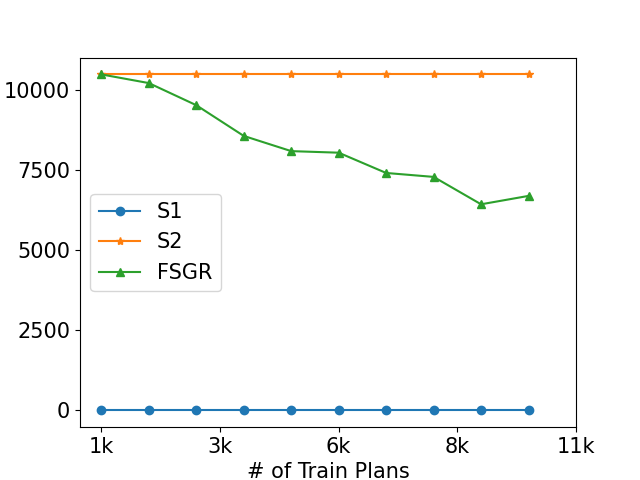 10000
7500
5000
2500
0
S1
S2
FSGR
1k 3k 6k 8k 11k
# of Train Plans